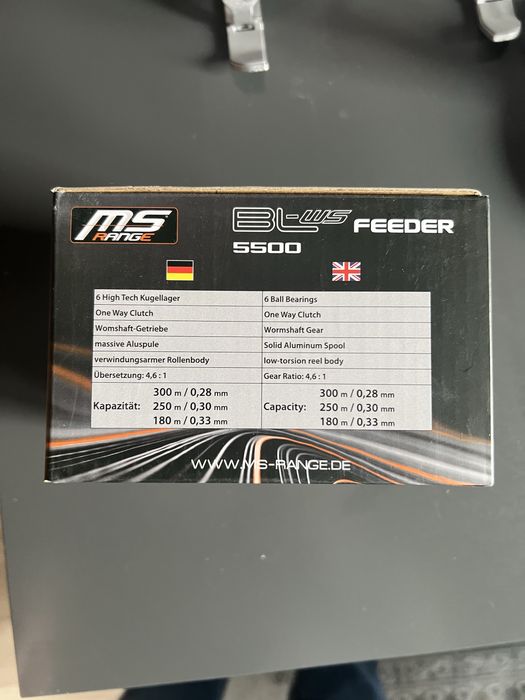 MS
RANGE
BL-WS FEEDER
5500
6 High Tech Kugellager
One Way Clutch
Womshaft-Getriebe
massive Aluspule
verwindungsarmer Rollenbody
Übersetzung: 4,6 : 1
Kapazität:
300 m / 0,28 mm
250 m / 0,30 mm
180 m / 0,33 mm
6 Ball Bearings
One Way Clutch
Wormshaft Gear
Solid Aluminum Spool
low-torsion reel body
Gear Ratio: 4,6 : 1
Capacity:
300 m / 0,28 mm
250 m / 0,30 mm
180 m / 0,33 mm
WWW.MS-RANGE.DE